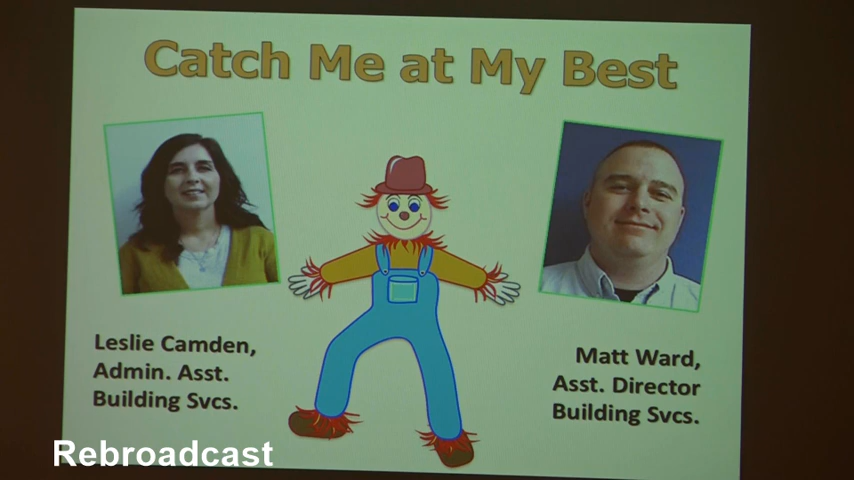 Catch Me at My Best
Leslie Camden,
Admin. Asst.
Building Svcs.
Matt Ward,
Asst. Director
Building Svcs.
Rebroadcast